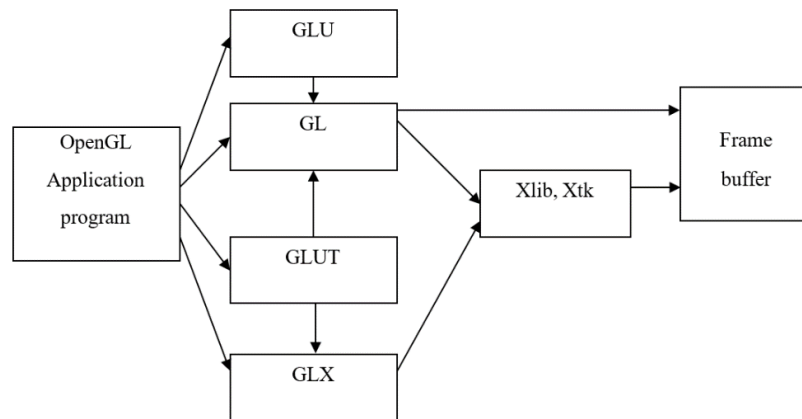 GLU
GL
OpenGL
Application
program
GLUT
GLX
Xlib, Xtk
Frame
buffer